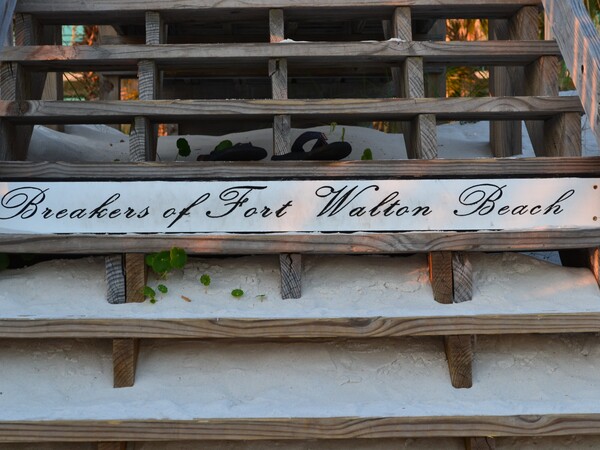 Breakers of Fort Walton Beach